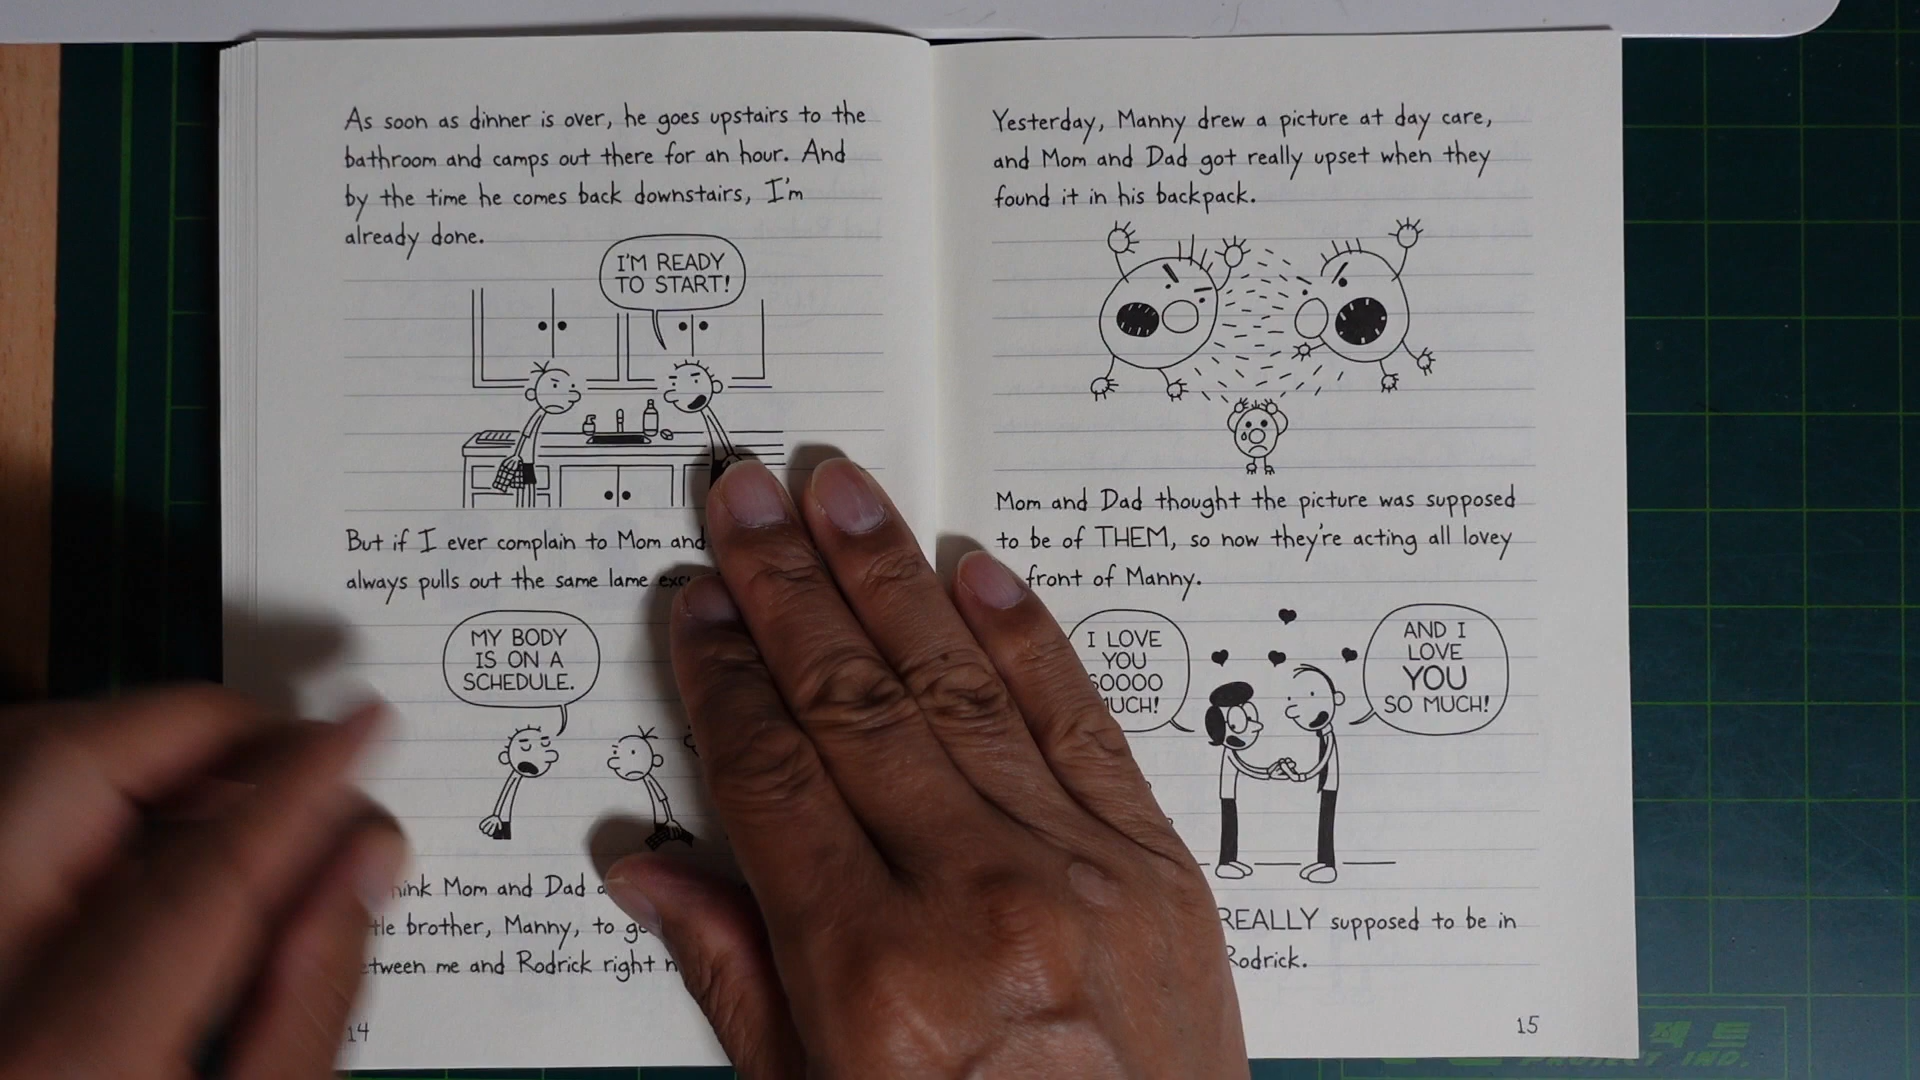 As soon as dinner is over, he goes upstairs to the
bathroom and camps out there for an hour. And
by the time he comes back downstairs, I'm
already done.
I'M READY
TO START!
But if I ever complain to Mom and
always pulls out the same lame
MY BODY
IS ON A
SCHEDULE.
Mom and Dad
brother, Manny, to
me and Rodrick right
14
Yesterday, Manny drew a picture at day care,
and Mom and Dad got really upset when they
found it in his backpack.
Mom and Dad thought the picture was supposed
to be of THEM, so now they're acting all lovey
front of Manny.
I LOVE
YOU
SOOOO
MUCH!
AND I
LOVE
YOU
SO MUCH!
REALLY supposed to be in
Rodrick.
15
젝트
PROJECT IND.